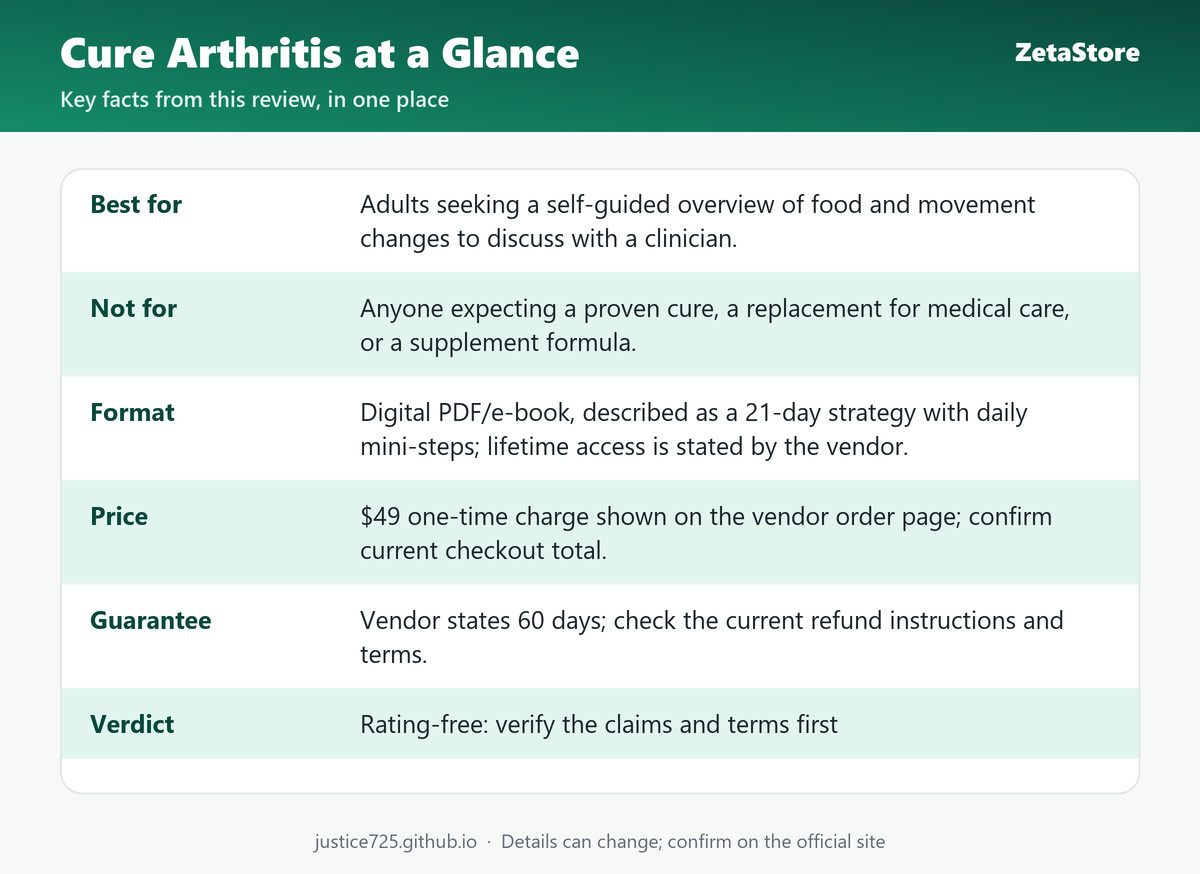 Cure Arthritis at a Glance
ZetaStore
Key facts from this review, in one place
Best for
Adults seeking a self-guided overview of food and movement
changes to discuss with a clinician.
Not for
Anyone expecting a proven cure, a replacement for medical care,
or a supplement formula.
Format
Digital PDF/e-book, described as a 21-day strategy with daily
mini-steps; lifetime access is stated by the vendor.
Price
$49 one-time charge shown on the vendor order page; confirm
current checkout total.
Guarantee
Vendor states 60 days; check the current refund instructions and
terms.
Verdict
Rating-free: verify the claims and terms first
justice725.github.io · Details can change; confirm on the official site